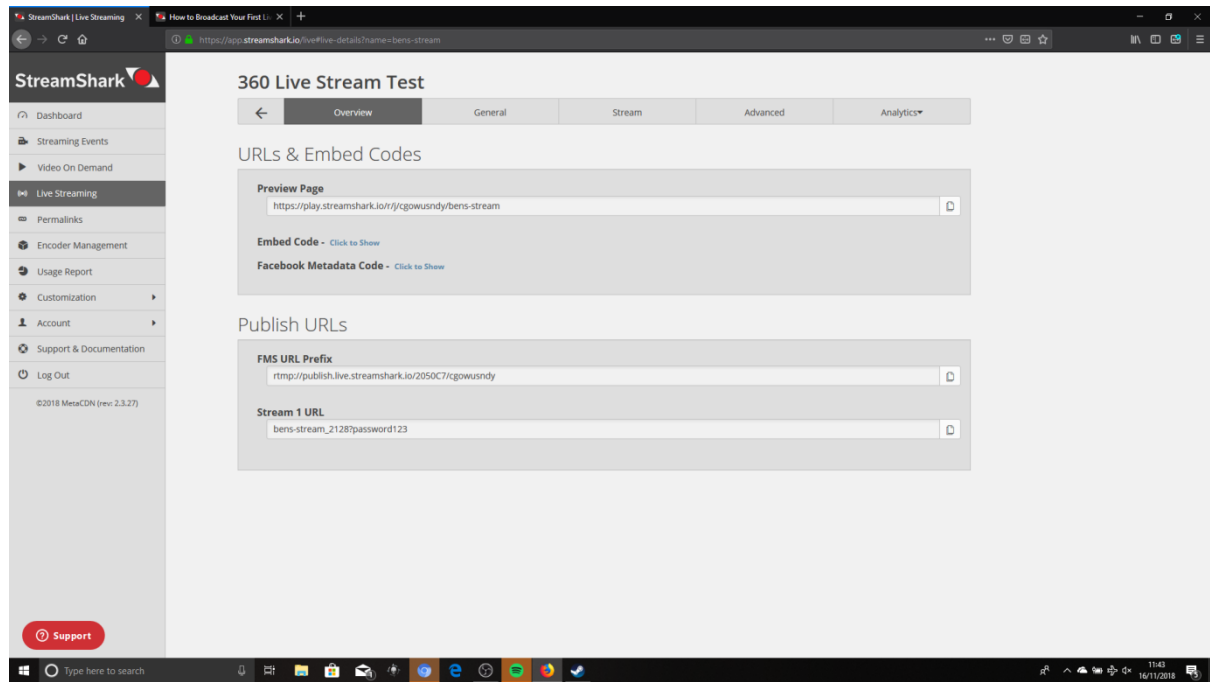 StreamShark | Live Streaming
How to Broadcast Your First Li
https://app.streamshark.io/live#live-details?name=bens-stream
StreamShark
Dashboard
Streaming Events
Video On Demand
Live Streaming
Permalinks
Encoder Management
Usage Report
Customization
Account
Support & Documentation
Log Out
©2018 MetaCDN (rev: 2.3.27)
360 Live Stream Test
Overview General Stream Advanced Analytics
URLs & Embed Codes
Preview Page
https://play.streamshark.io/r/j/cgowusndy/bens-stream
Embed Code - Click to Show
Facebook Metadata Code - Click to Show
Publish URLs
FMS URL Prefix
rtmp://publish.live.streamshark.io/2050C7/cgowusndy
Stream 1 URL
bens-stream_2128?password123
Support
Type here to search
11:43
16/11/2018